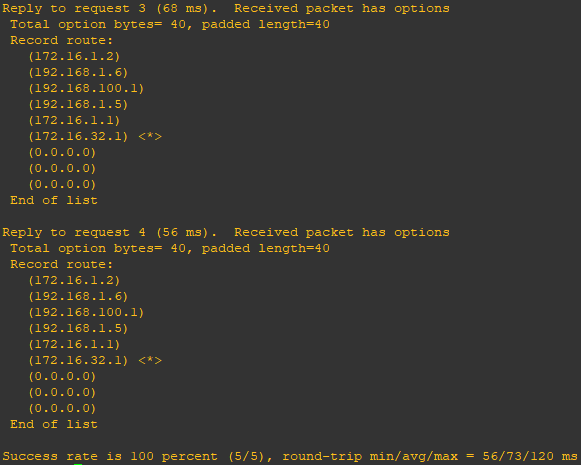 Reply to request 3 (68 ms).  Received packet has options
 Total option bytes= 40, padded length=40
 Record route:
   (172.16.1.2)
   (192.168.1.6)
   (192.168.100.1)
   (192.168.1.5)
   (172.16.1.1)
   (172.16.32.1) <*>
   (0.0.0.0)
   (0.0.0.0)
   (0.0.0.0)
 End of list

Reply to request 4 (56 ms).  Received packet has options
 Total option bytes= 40, padded length=40
 Record route:
   (172.16.1.2)
   (192.168.1.6)
   (192.168.100.1)
   (192.168.1.5)
   (172.16.1.1)
   (172.16.32.1) <*>
   (0.0.0.0)
   (0.0.0.0)
   (0.0.0.0)
 End of list

Success rate is 100 percent (5/5), round-trip min/avg/max = 56/73/120 ms